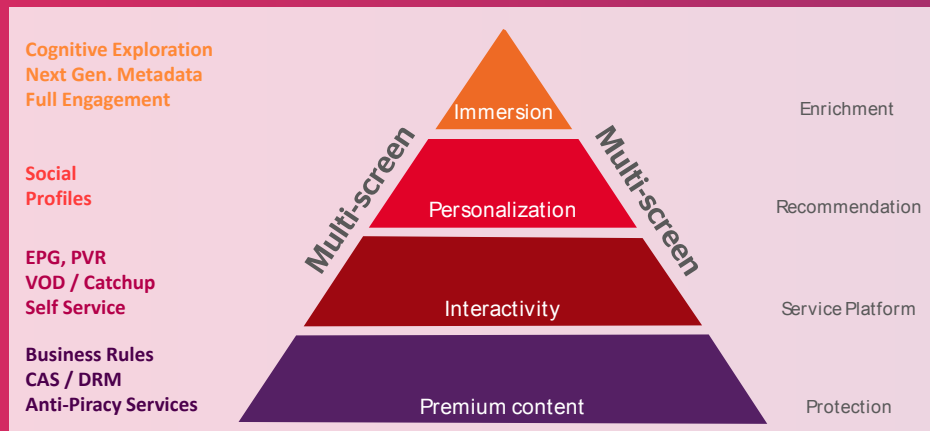 Cognitive Exploration
Next Gen. Metadata
Full Engagement
Immersion
Enrichment
Multi-screen
Multi-screen
Social
Profiles
Personalization
Recommendation
EPG, PVR
VOD / Catchup
Self Service
Interactivity
Service Platform
Business Rules
CAS / DRM
Anti-Piracy Services
Premium content
Protection